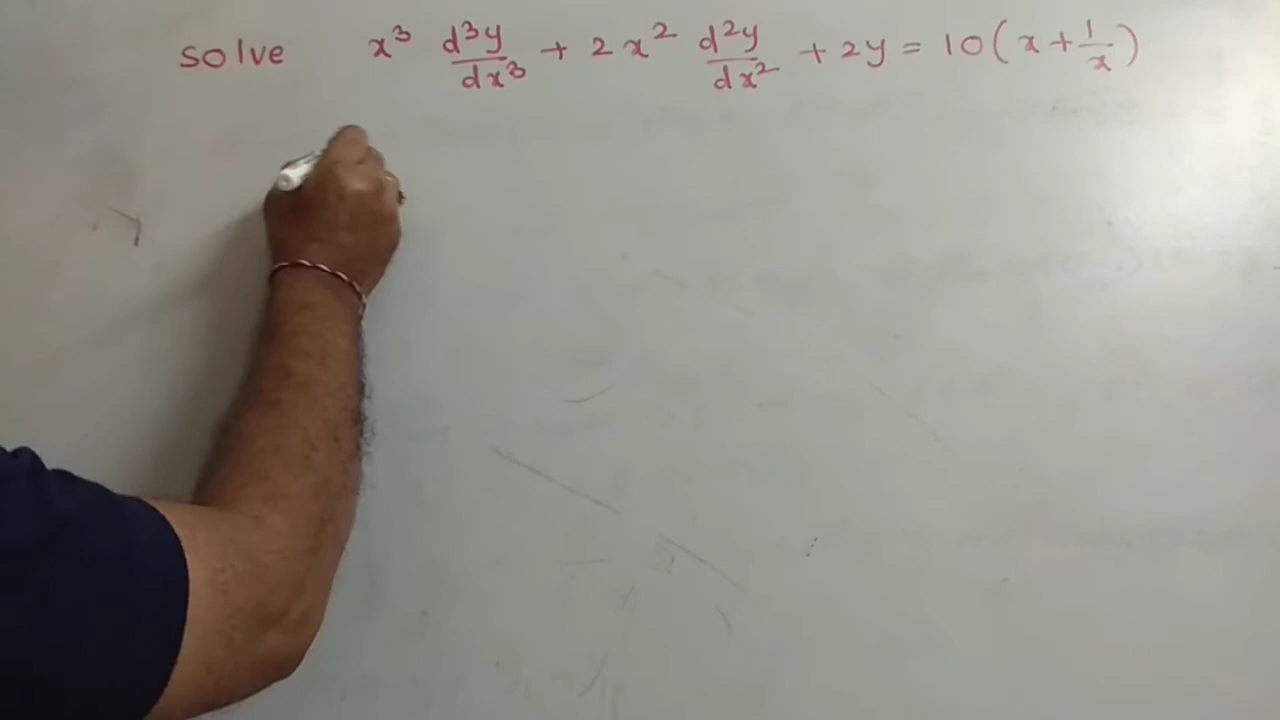 solve x³ d³y/dx³ + 2x² d²y/dx² + 2y = 10(x + 1/x)